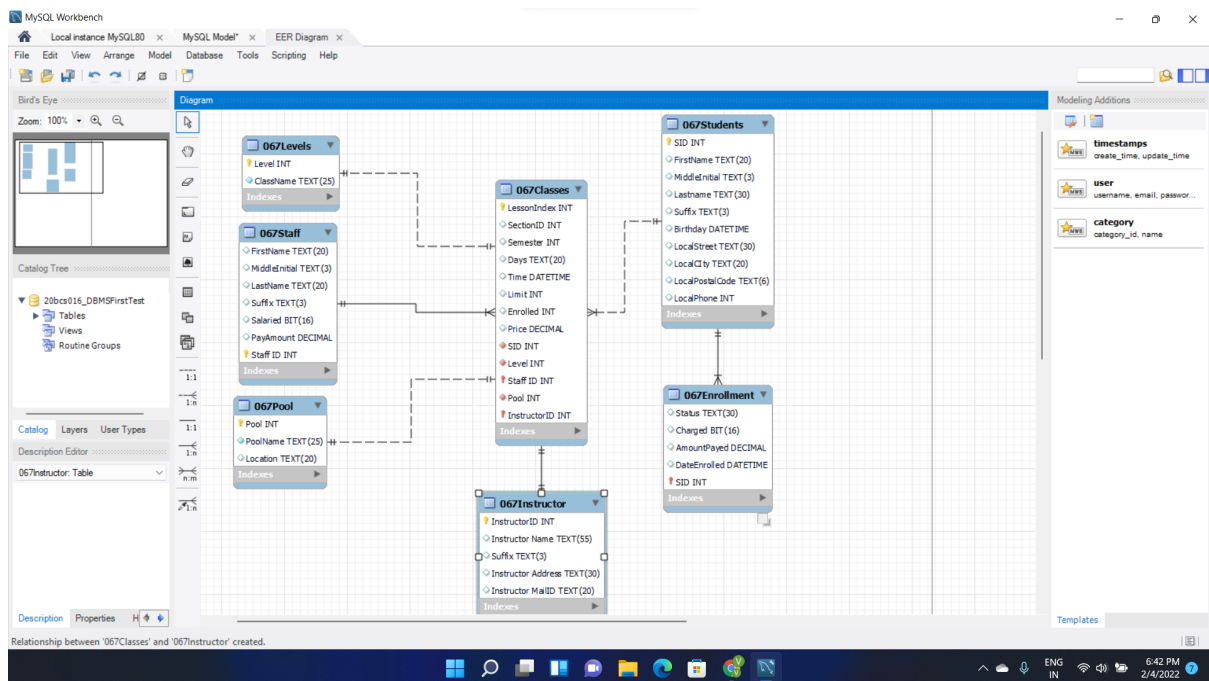 MySQL Workbench
Local instance MySQL80 × MySQL Model* × EER Diagram ×
File Edit View Arrange Model Database Tools Scripting Help
Bird's Eye
Zoom: 100%
Catalog Tree
20bcs016_DBMSFirstTest
Tables
Views
Routine Groups
Catalog Layers User Types
Description Editor
067Instructor: Table
Description Properties H
1:1
1:n
1:1
1:n
n:m
1:n
Diagram
067Levels
Level INT
ClassName TEXT(25)
Indexes
067Staff
FirstName TEXT(20)
MiddleInitial TEXT(3)
LastName TEXT(20)
Suffix TEXT(3)
Salaried BIT(16)
PayAmount DECIMAL
Staff ID INT
Indexes
067Pool
Pool INT
PoolName TEXT(25)
Location TEXT(20)
Indexes
067Classes
LessonIndex INT
SectionID INT
Semester INT
Days TEXT(20)
Time DATETIME
Limit INT
Enrolled INT
Price DECIMAL
SID INT
Level INT
Staff ID INT
Pool INT
InstructorID INT
Indexes
067Instructor
InstructorID INT
Instructor Name TEXT(55)
Suffix TEXT(3)
Instructor Address TEXT(30)
Instructor MailID TEXT(20)
Indexes
067Students
SID INT
FirstName TEXT(20)
MiddleInitial TEXT(3)
Lastname TEXT(30)
Suffix TEXT(3)
Birthday DATETIME
LocalStreet TEXT(30)
LocalCIty TEXT(20)
LocalPostalCode TEXT(6)
LocalPhone INT
Indexes
067Enrollment
Status TEXT(30)
Charged BIT(16)
AmountPayed DECIMAL
DateEnrolled DATETIME
SID INT
Indexes
Modeling Additions
timestamps
create_time, update_time
user
username, email, passwor...
category
category_id, name
Templates
Relationship between '067Classes' and '067Instructor' created.
ENG
IN
6:42 PM
2/4/2022
7